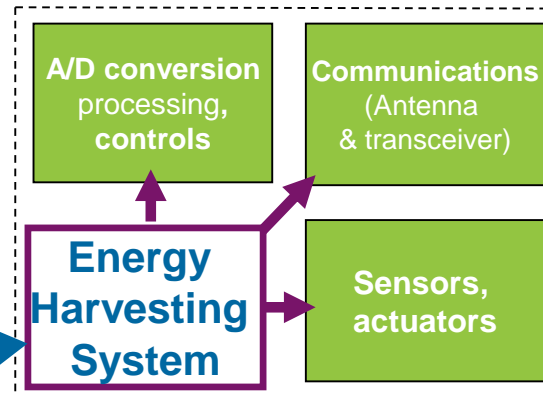 A/D conversion
processing,
controls
Communications
(Antenna
& transceiver)
Energy
Harvesting
System
Sensors,
actuators